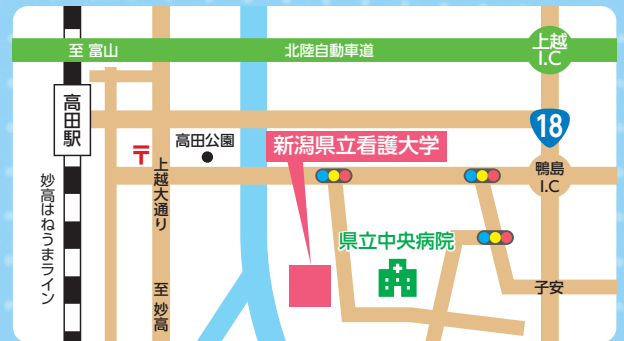 至 富山
北陸自動車道
上越
I.C
高田駅
〒
高田公園
新潟県立看護大学
18
鴨島
I.C
上越大通り
妙高はねうまライン
県立中央病院
子安
至 妙高